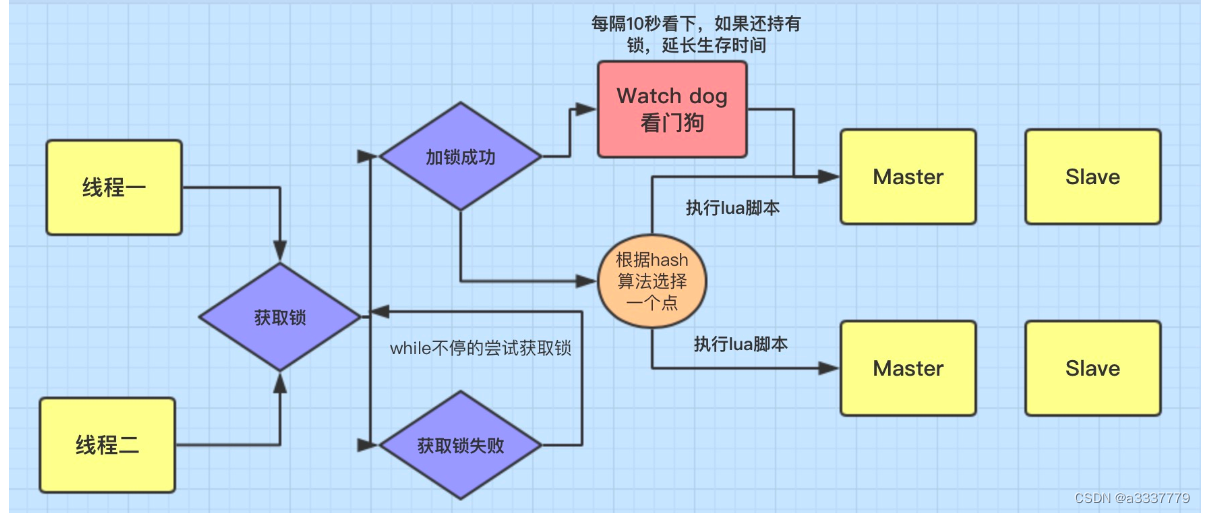 每隔10秒看下，如果还持有
锁，延长生存时间
Watch dog
看门狗
加锁成功
线程一
Master
Slave
执行lua脚本
根据hash
算法选择
一个点
获取锁
while不停的尝试获取锁
执行lua脚本
Master
Slave
线程二
获取锁失败
CSDN @a3337779